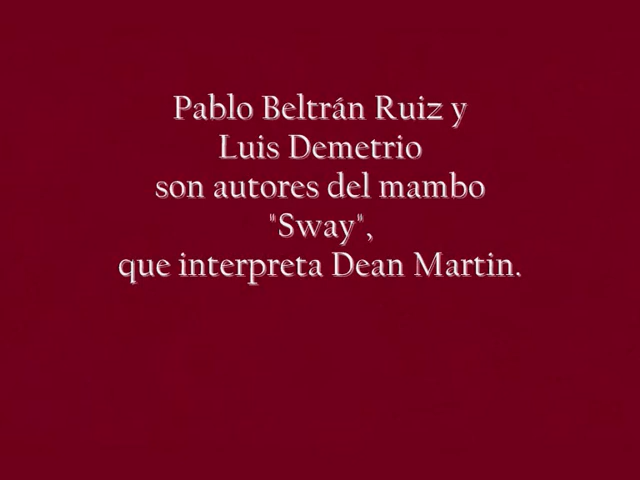 Pablo Beltrán Ruiz y
Luis Demetrio
son autores del mambo
"Sway",
que interpreta Dean Martin.